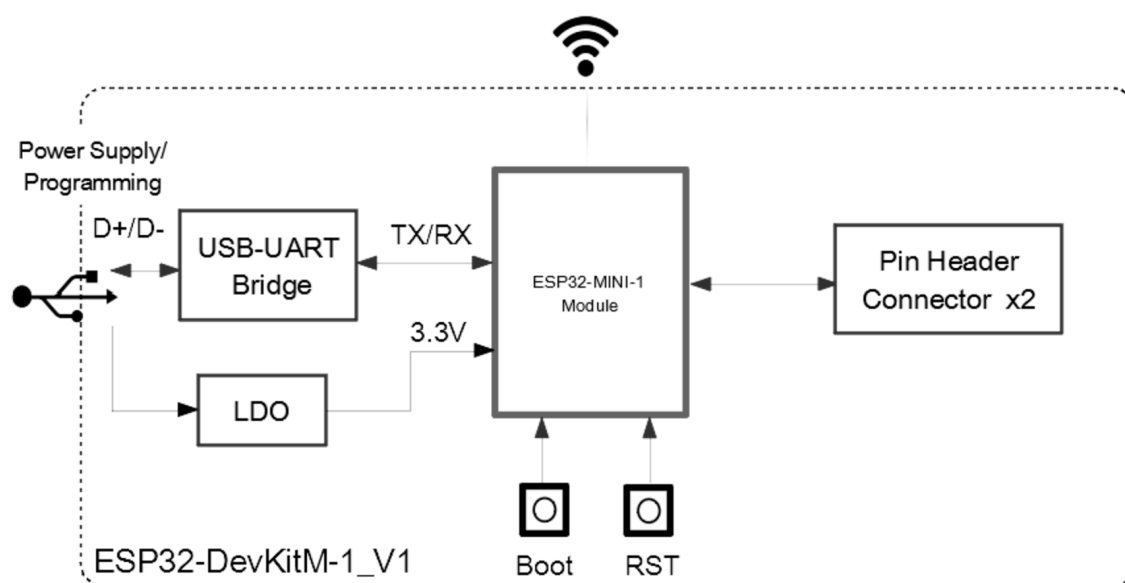 Power Supply/
Programming
D+/D-
USB-UART
Bridge
TX/RX
ESP32-MINI-1
Module
Pin Header
Connector x2
3.3V
LDO
Boot
RST
ESP32-DevKitM-1_V1